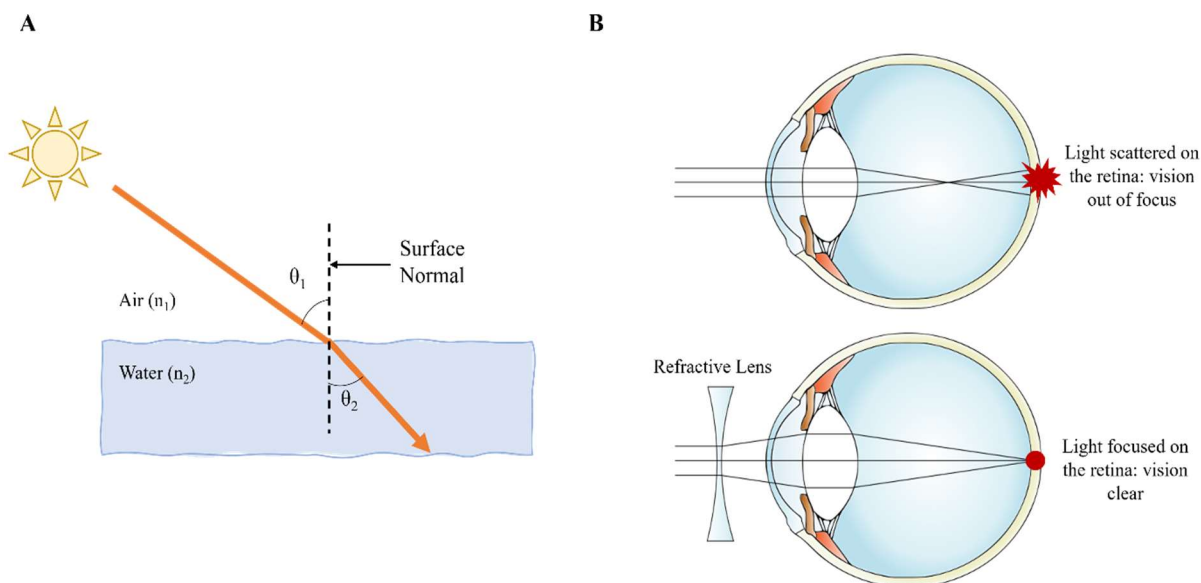 A
θ₁
Surface
Normal
Air (n₁)
Water (n₂)
θ₂
B
Light scattered on
the retina: vision
out of focus
Refractive Lens
Light focused on
the retina: vision
clear